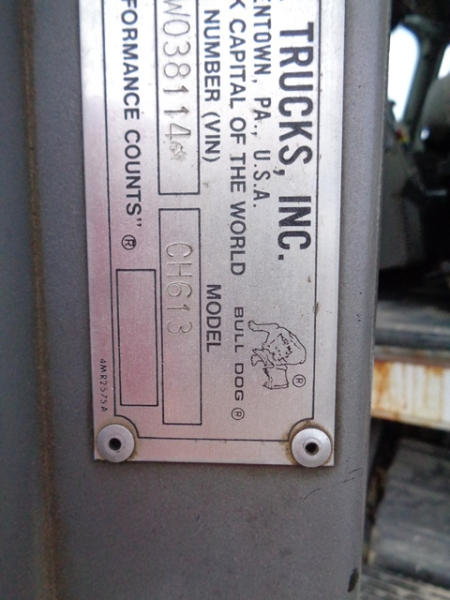 TRUCKS, INC.
ENTOWN, PA., U.S.A.
K CAPITAL OF THE WORLD
BULL DOG ®
®
NUMBER (VIN)
MODEL
W038114
CH613
FORMANCE COUNTS" ®
4MR2575A